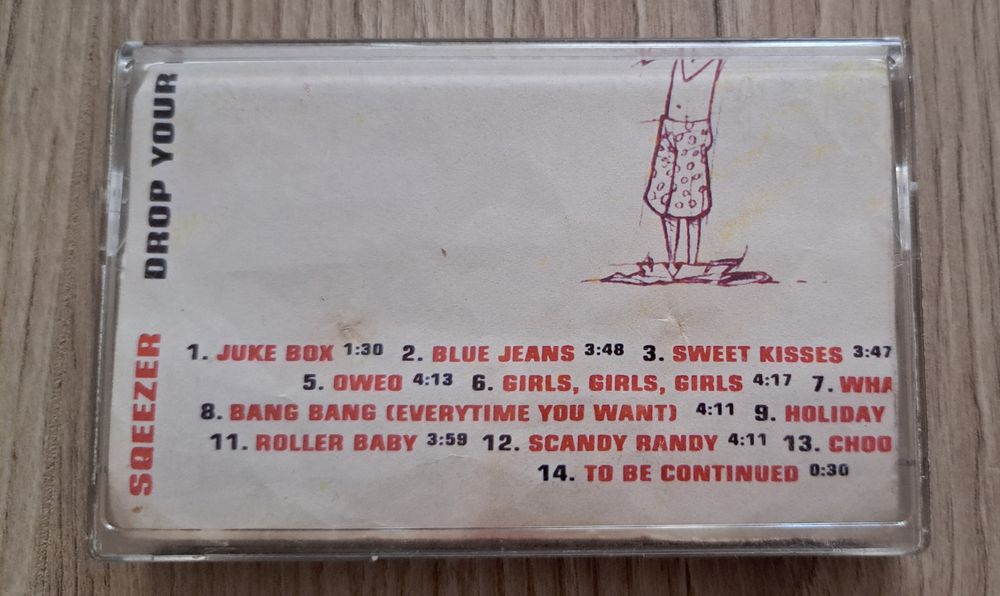 SQEEZER DROP YOUR
1. JUKE BOX 1:30 2. BLUE JEANS 3:48 3. SWEET KISSES 3:47
5. OWEO 4:13 6. GIRLS, GIRLS, GIRLS 4:17 7. WHA
8. BANG BANG (EVERYTIME YOU WANT) 4:11 9. HOLIDAY
11. ROLLER BABY 3:59 12. SCANDY RANDY 4:11 13. CHOO
14. TO BE CONTINUED 0:30